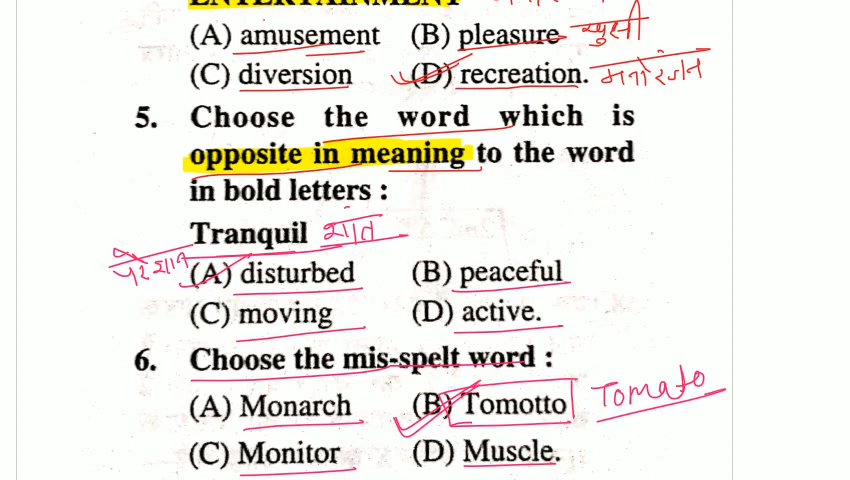 ENTERTAINMENT
(A) amusement (B) pleasure खुसी
(C) diversion (D) recreation. मनोरंजन
5. Choose the word which is
opposite in meaning to the word
in bold letters :
Tranquil शांत
परेशान (A) disturbed (B) peaceful
(C) moving (D) active.
6. Choose the mis-spelt word :
(A) Monarch (B) Tomotto Tomato
(C) Monitor (D) Muscle.